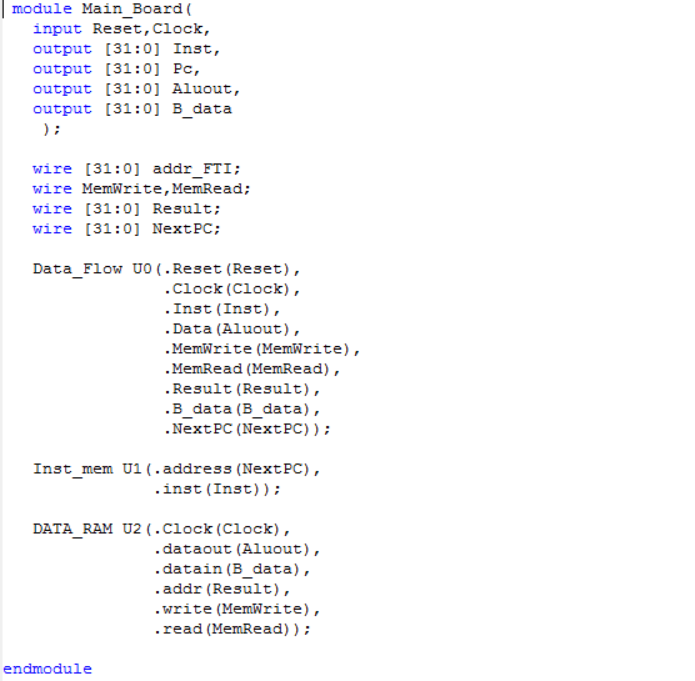 module Main_Board(
input Reset,Clock,
output [31:0] Inst,
output [31:0] Pc,
output [31:0] Aluout,
output [31:0] B_data
);
wire [31:0] addr_FTI;
wire MemWrite,MemRead;
wire [31:0] Result;
wire [31:0] NextPC;
Data_Flow U0(.Reset(Reset),
.Clock(Clock),
.Inst(Inst),
.Data(Aluout),
.MemWrite(MemWrite),
.MemRead(MemRead),
.Result(Result),
.B_data(B_data),
.NextPC(NextPC));
Inst_mem U1(.address(NextPC),
.inst(Inst));
DATA_RAM U2(.Clock(Clock),
.dataout(Aluout),
.datain(B_data),
.addr(Result),
.write(MemWrite),
.read(MemRead));
endmodule